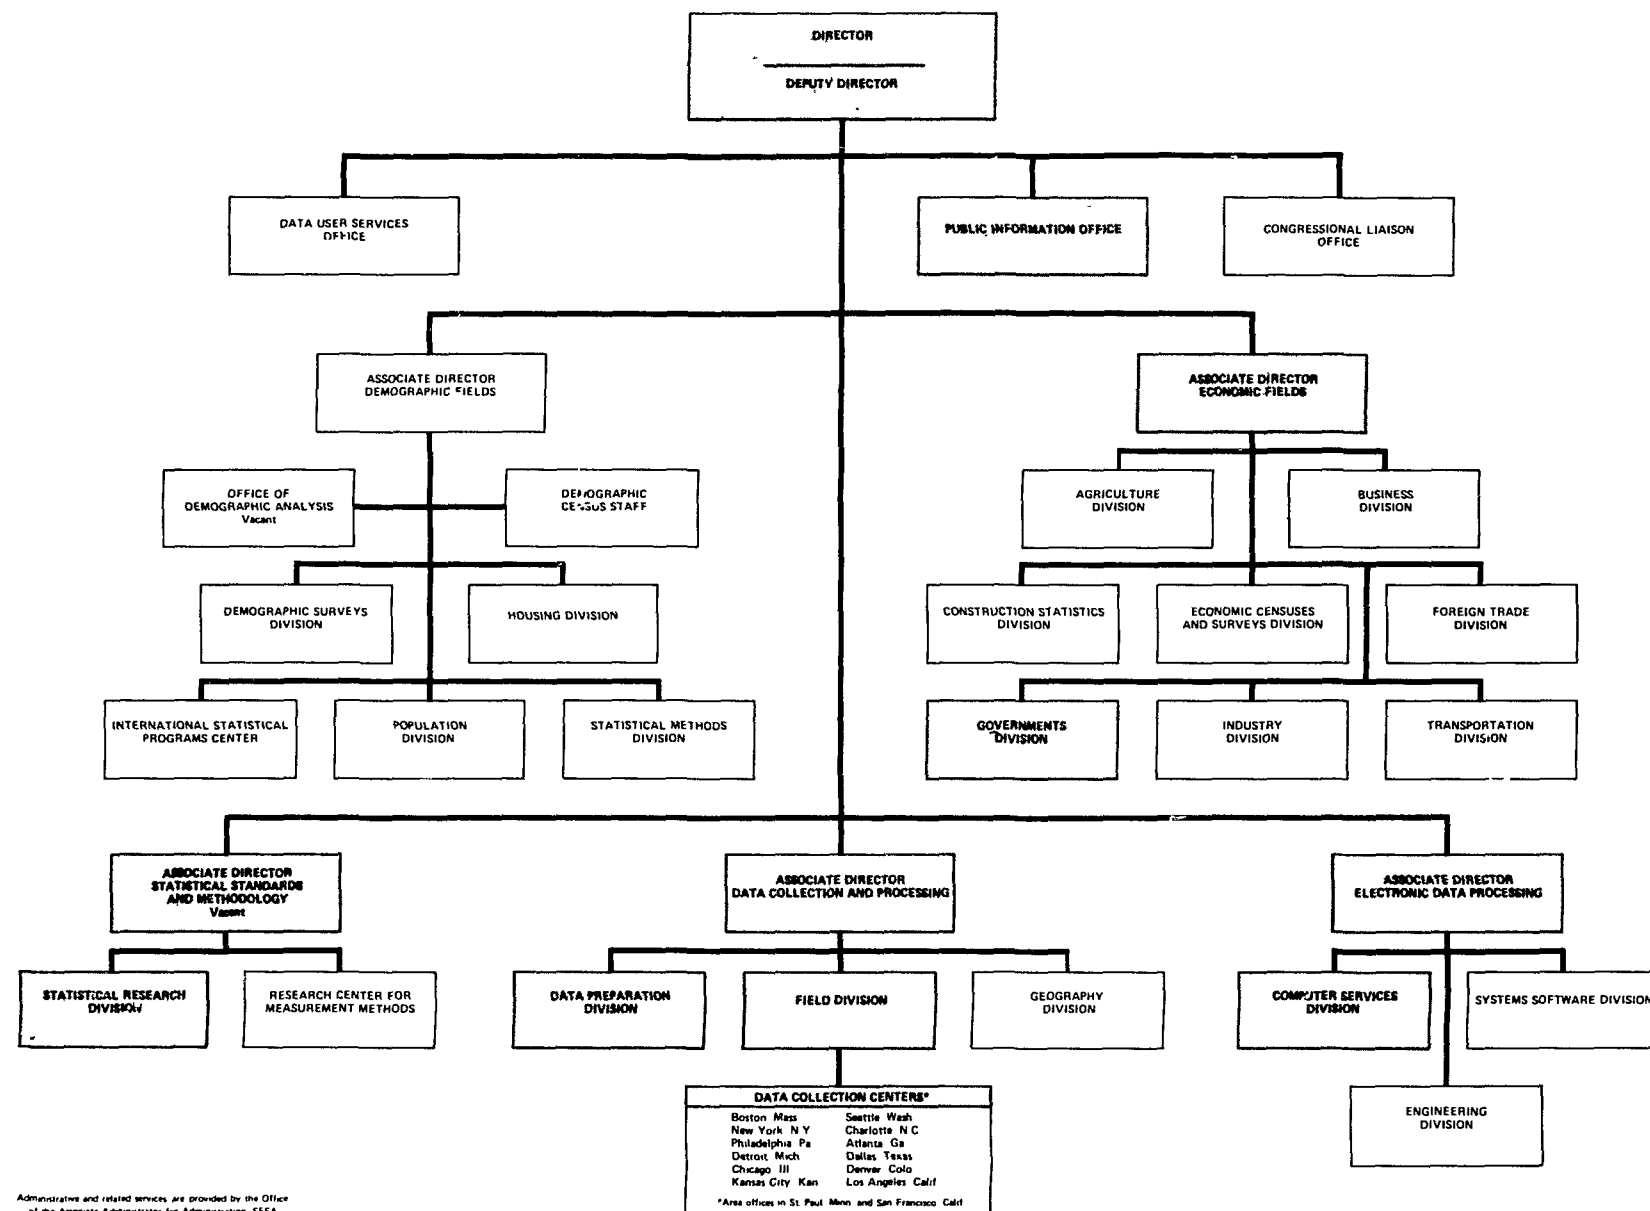 DIRECTOR
DEPUTY DIRECTOR
DATA USER SERVICES
OFFICE
PUBLIC INFORMATION OFFICE
CONGRESSIONAL LIAISON
OFFICE
ASSOCIATE DIRECTOR
DEMOGRAPHIC FIELDS
ASSOCIATE DIRECTOR
ECONOMIC FIELDS
OFFICE OF
DEMOGRAPHIC ANALYSIS
Vacant
DEMOGRAPHIC
CENSUS STAFF
AGRICULTURE
DIVISION
BUSINESS
DIVISION
DEMOGRAPHIC SURVEYS
DIVISION
HOUSING DIVISION
CONSTRUCTION STATISTICS
DIVISION
ECONOMIC CENSUSES
AND SURVEYS DIVISION
FOREIGN TRADE
DIVISION
INTERNATIONAL STATISTICAL
PROGRAMS CENTER
POPULATION
DIVISION
STATISTICAL METHODS
DIVISION
GOVERNMENTS
DIVISION
INDUSTRY
DIVISION
TRANSPORTATION
DIVISION
ASSOCIATE DIRECTOR
STATISTICAL STANDARDS
AND METHODOLOGY
Vacant
ASSOCIATE DIRECTOR
DATA COLLECTION AND PROCESSING
ASSOCIATE DIRECTOR
ELECTRONIC DATA PROCESSING
STATISTICAL RESEARCH
DIVISION
RESEARCH CENTER FOR
MEASUREMENT METHODS
DATA PREPARATION
DIVISION
FIELD DIVISION
GEOGRAPHY
DIVISION
COMPUTER SERVICES
DIVISION
SYSTEMS SOFTWARE DIVISION
ENGINEERING
DIVISION
DATA COLLECTION CENTERS*
Boston Mass Seattle Wash
New York N Y Charlotte N C
Philadelphia Pa Atlanta Ga
Detroit Mich Dallas Texas
Chicago Ill Denver Colo
Kansas City Kan Los Angeles Calif
*Area offices in St. Paul Minn and San Francisco Calif
Administrative and related services are provided by the Office
of the Associate Administrator for Administration, SESA